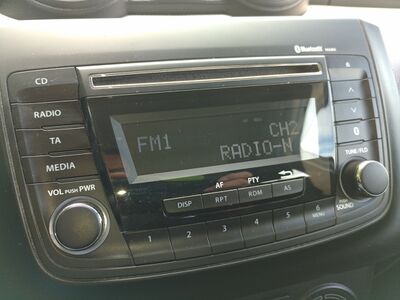 Bluetooth
CD
RADIO
TA
MEDIA
VOL PUSH PWR
FM1
CH2
RADIO-N
TUNE/FLD
AF
PTY
DISP
RPT
RDM
AS
1
2
3
4
5
6
MENU
PUSH
SOUND